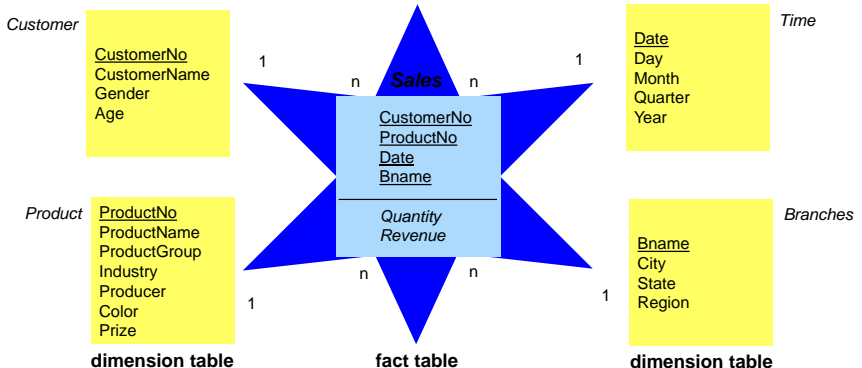 Customer
CustomerNo
CustomerName
Gender
Age
1
n
Sales
n
1
Time
Date
Day
Month
Quarter
Year
CustomerNo
ProductNo
Date
Bname
Quantity
Revenue
Product
ProductNo
ProductName
ProductGroup
Industry
Producer
Color
Prize
1
n
n
1
Branches
Bname
City
State
Region
dimension table
fact table
dimension table